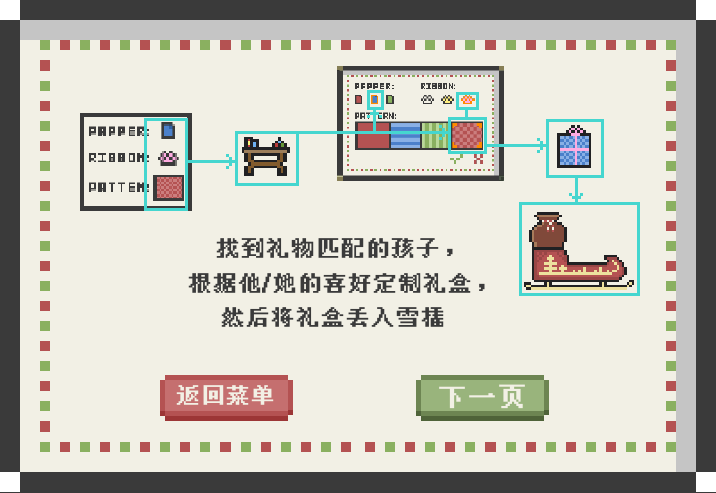 PAPPER:
RIBBON:
PATTEN:
PAPPER:
RIBBON:
PATTERN:
找到礼物匹配的孩子，
根据他/她的喜好定制礼盒，
然后将礼盒丢入雪橇
返回菜单
下一页